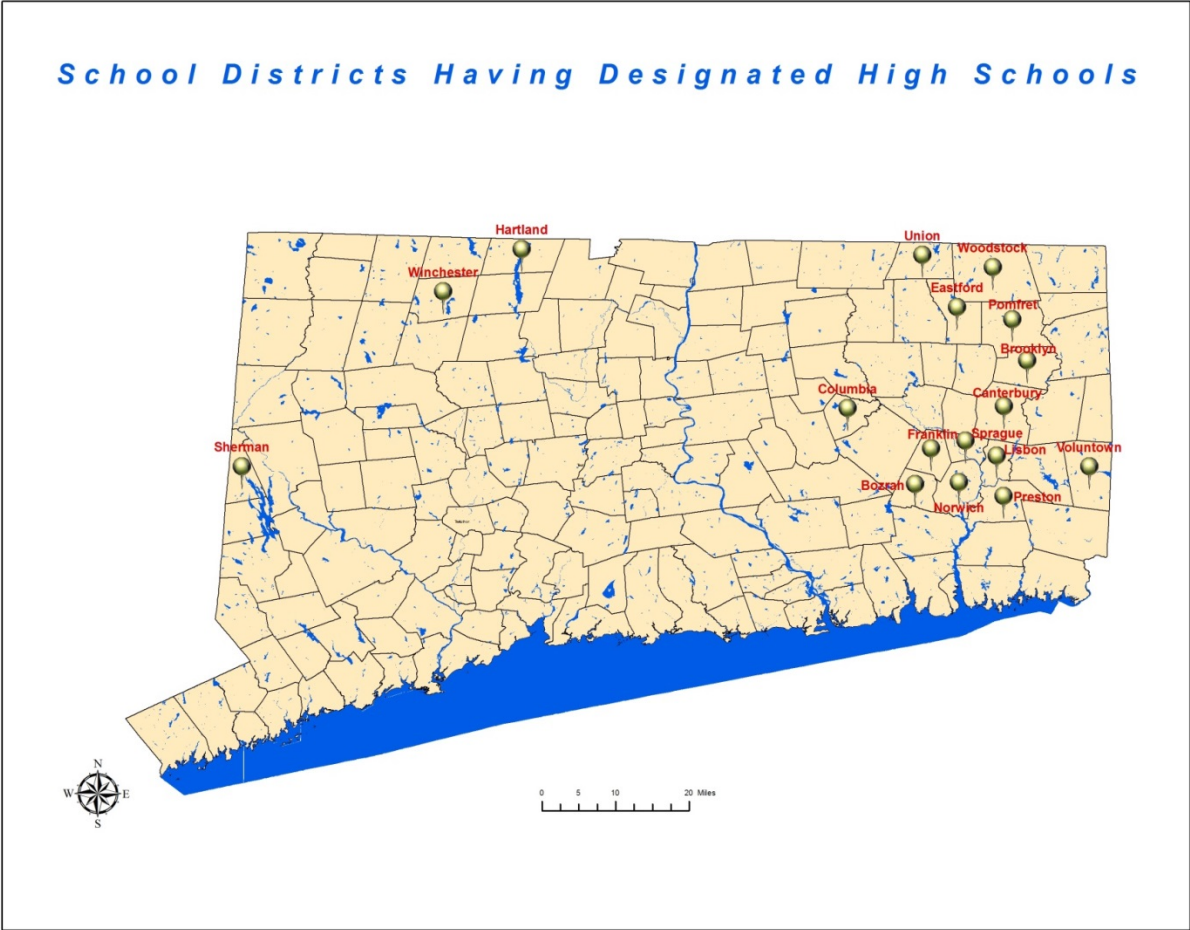 School Districts Having Designated High Schools
Hartland
Union
Woodstock
Winchester
Eastford
Pomfret
Brooklyn
Columbia
Canterbury
Franklin
Sprague
Sherman
Lisbon
Voluntown
Bozrah
Norwich
Preston
N
W
E
S
0 5 10 20 Miles